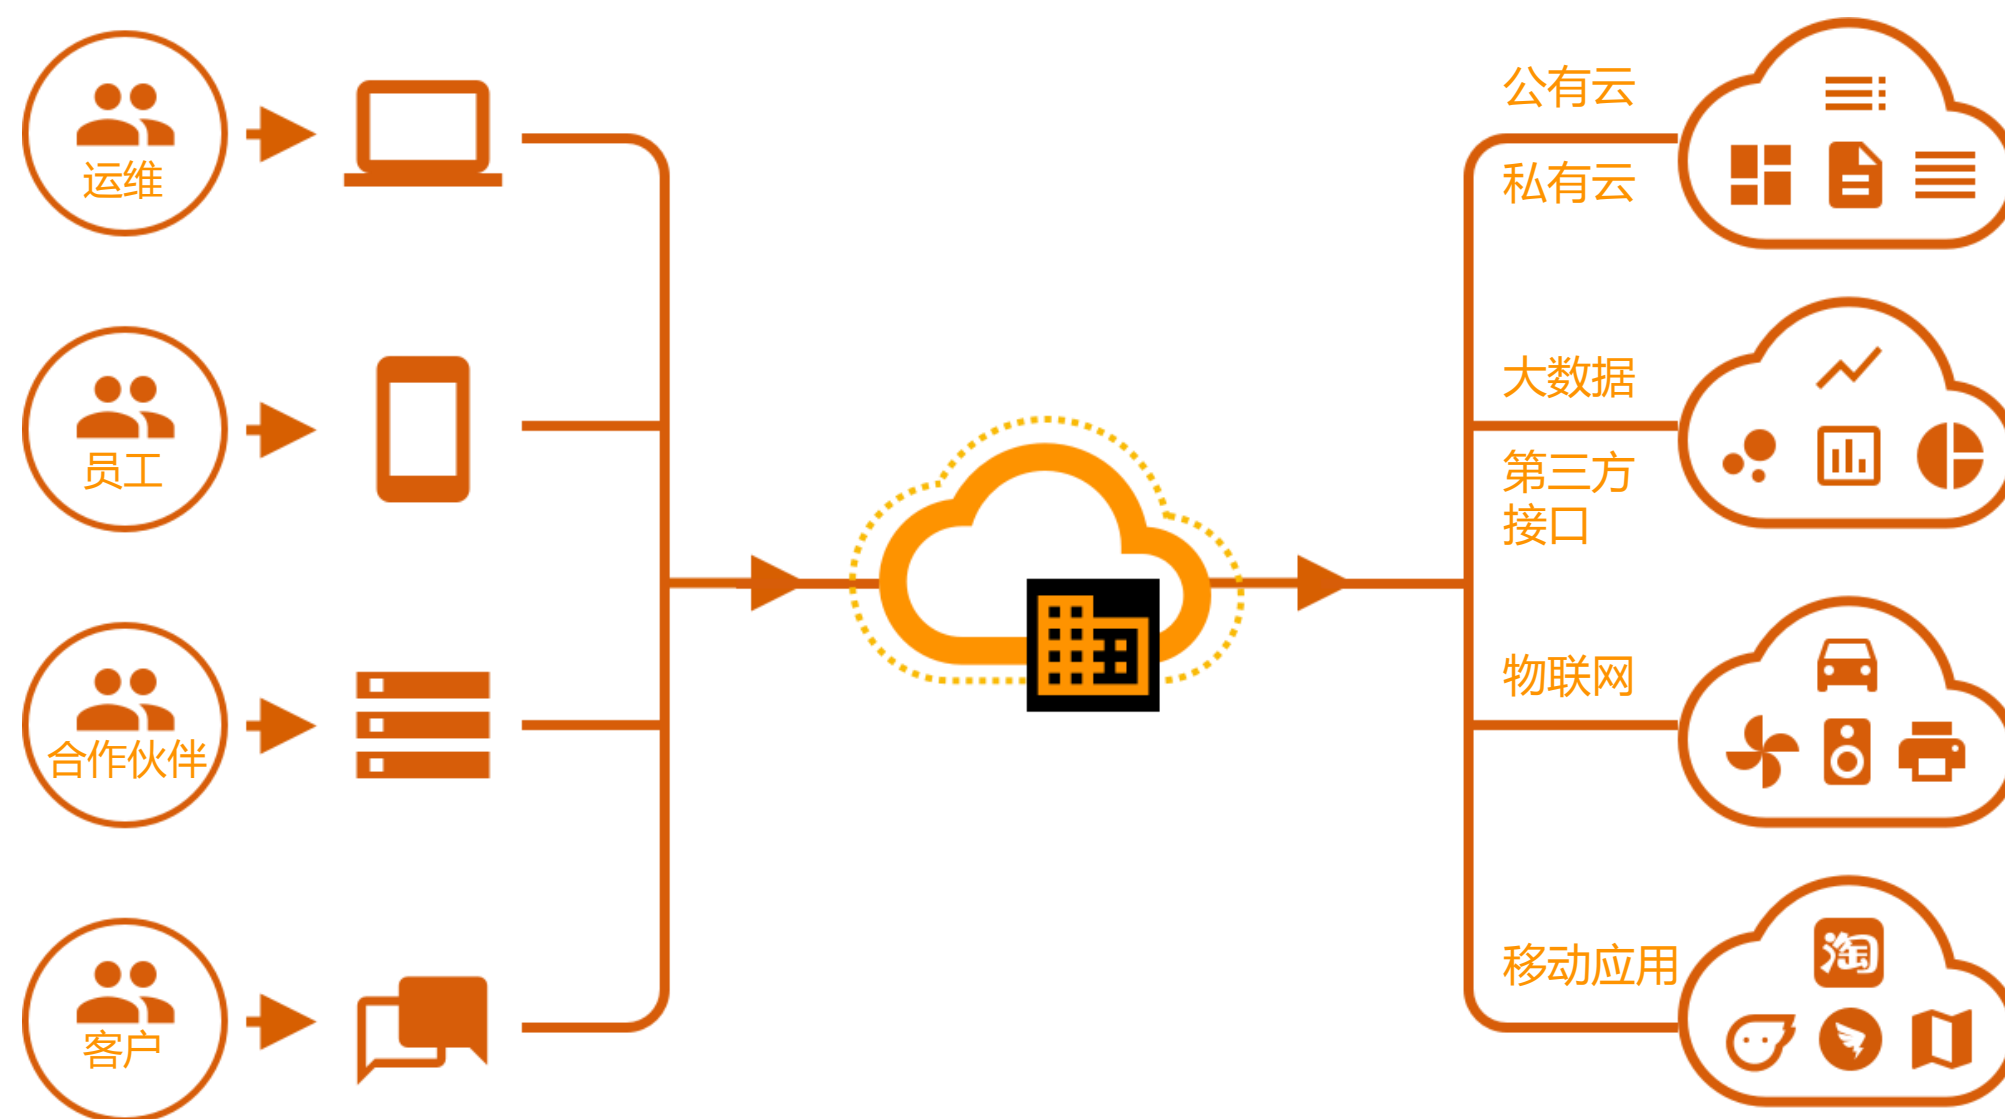 运维
员工
合作伙伴
客户
公有云
私有云
大数据
第三方
接口
物联网
移动应用
淘